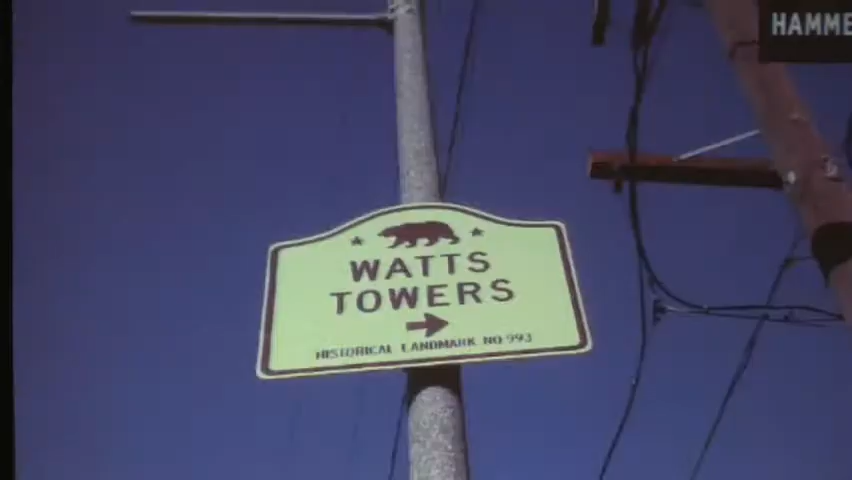 HAMME
WATTS
TOWERS
HISTORICAL LANDMARK NO 993